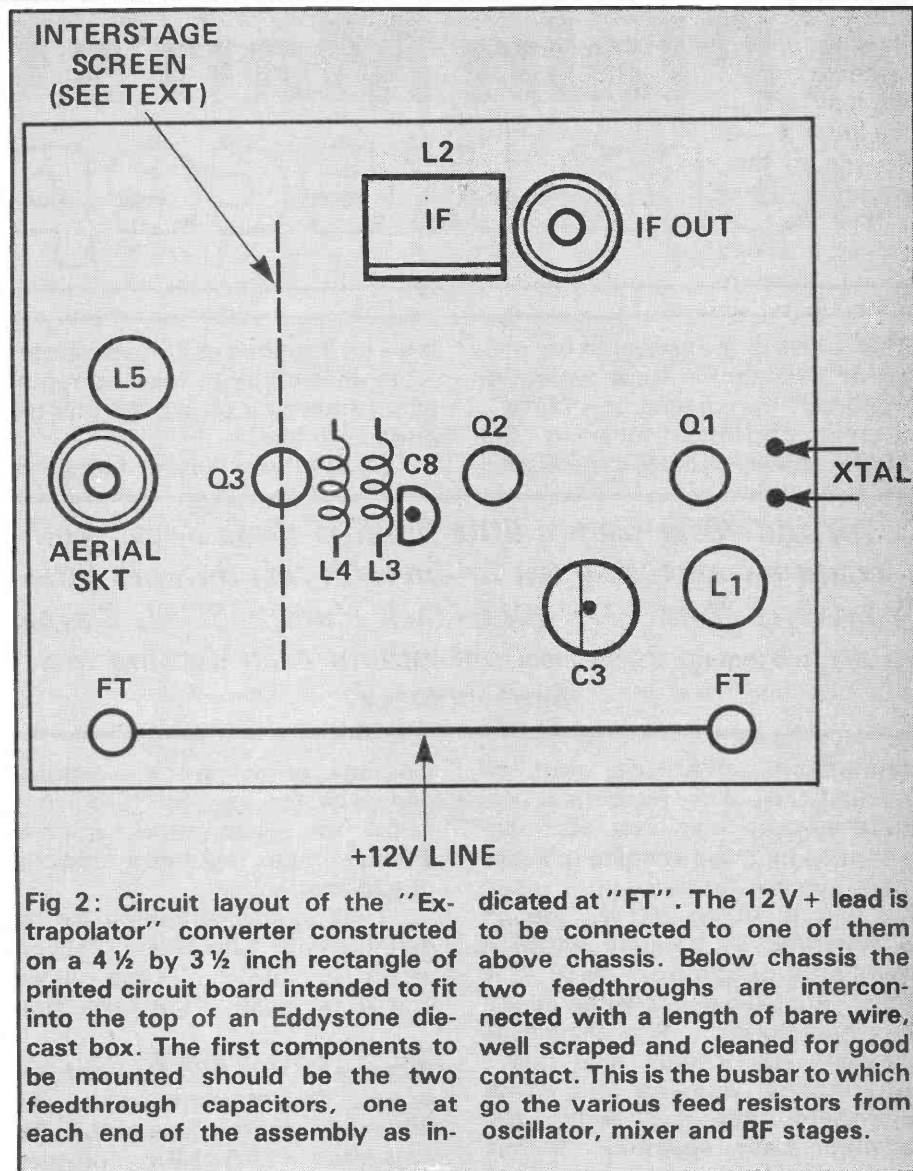 INTERSTAGE
SCREEN
(SEE TEXT)
L2
IF
IF OUT
L5
Q3
C8
Q2
Q1
XTAL
AERIAL
SKT
L4
L3
L1
C3
FT
FT
+12V LINE
Fig 2: Circuit layout of the "Ex-
trapolator" converter constructed
on a 4 ½ by 3 ½ inch rectangle of
printed circuit board intended to fit
into the top of an Eddystone die-
cast box. The first components to
be mounted should be the two
feedthrough capacitors, one at
each end of the assembly as in-
dicated at "FT". The 12V+ lead is
to be connected to one of them
above chassis. Below chassis the
two feedthroughs are intercon-
nected with a length of bare wire,
well scraped and cleaned for good
contact. This is the busbar to which
go the various feed resistors from
oscillator, mixer and RF stages.